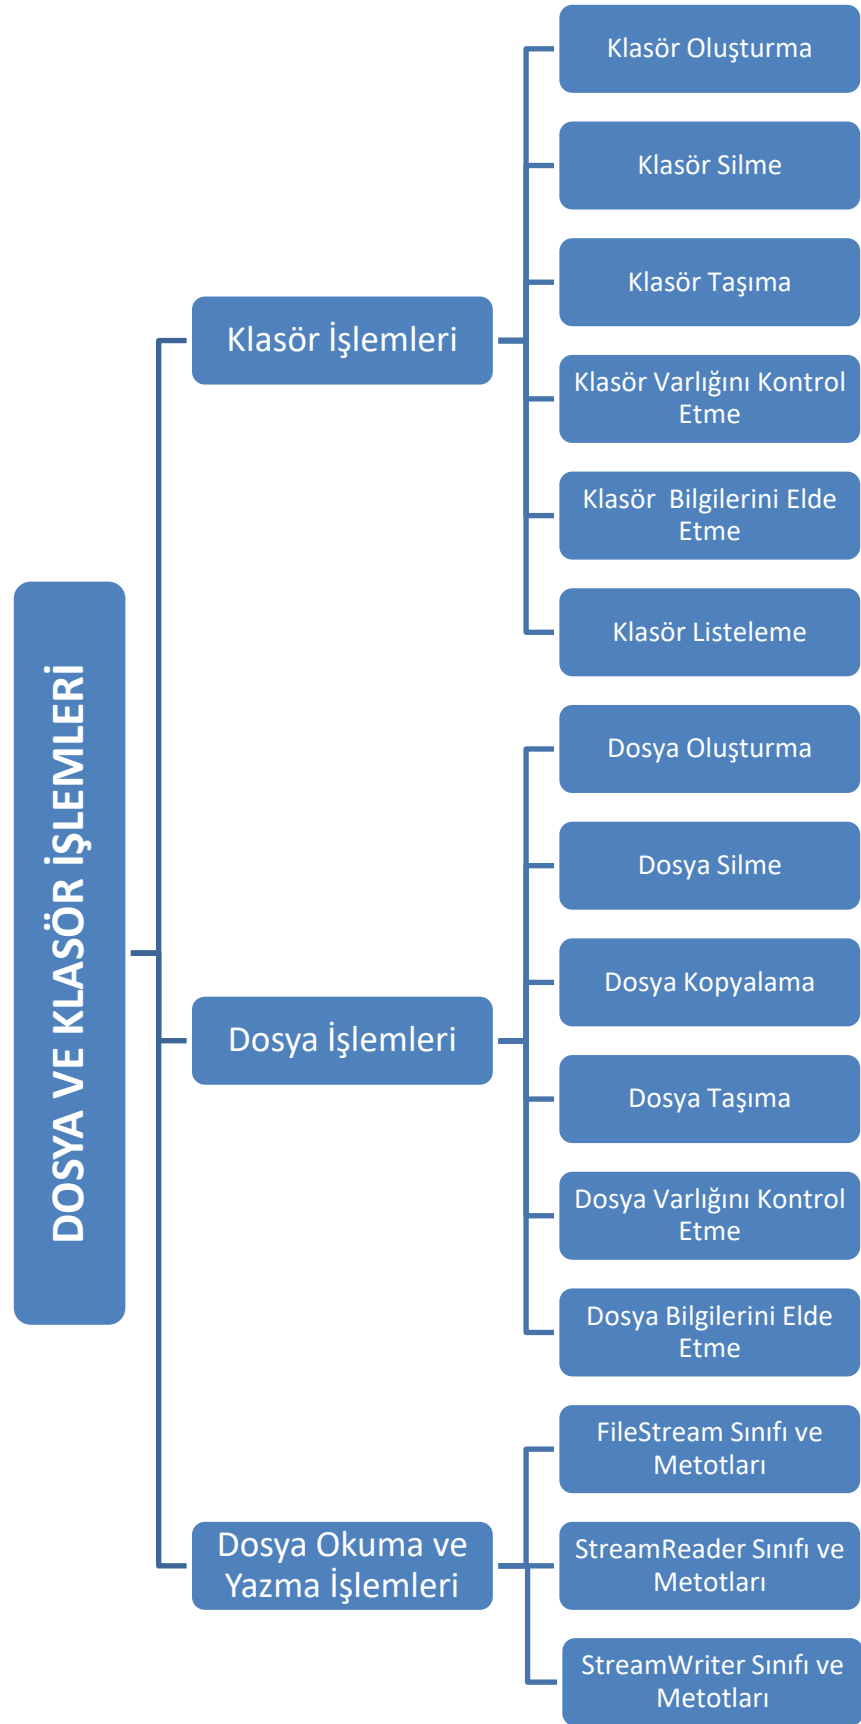 DOSYA VE KLASÖR İŞLEMLERİ
Klasör İşlemleri
Klasör Oluşturma
Klasör Silme
Klasör Taşıma
Klasör Varlığını Kontrol
Etme
Klasör  Bilgilerini Elde
Etme
Klasör Listeleme
Dosya İşlemleri
Dosya Oluşturma
Dosya Silme
Dosya Kopyalama
Dosya Taşıma
Dosya Varlığını Kontrol
Etme
Dosya Bilgilerini Elde
Etme
Dosya Okuma ve
Yazma İşlemleri
FileStream Sınıfı ve
Metotları
StreamReader Sınıfı ve
Metotları
StreamWriter Sınıfı ve
Metotları